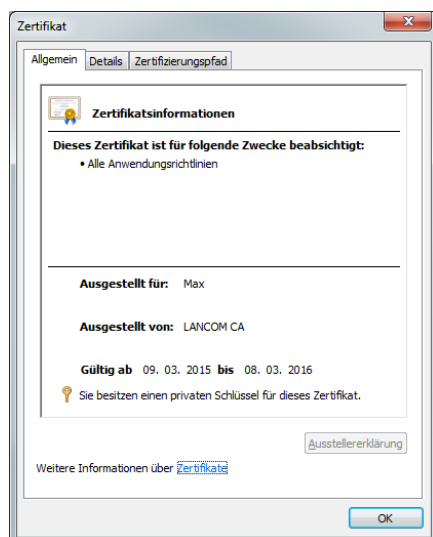 Zertifikat
Allgemein Details Zertifizierungspfad
Zertifikatsinformationen
Dieses Zertifikat ist für folgende Zwecke beabsichtigt:
• Alle Anwendungsrichtlinien
Ausgestellt für: Max
Ausgestellt von: LANCOM CA
Gültig ab 09. 03. 2015 bis 08. 03. 2016
Sie besitzen einen privaten Schlüssel für dieses Zertifikat.
Ausstellererklärung
Weitere Informationen über Zertifikate
OK